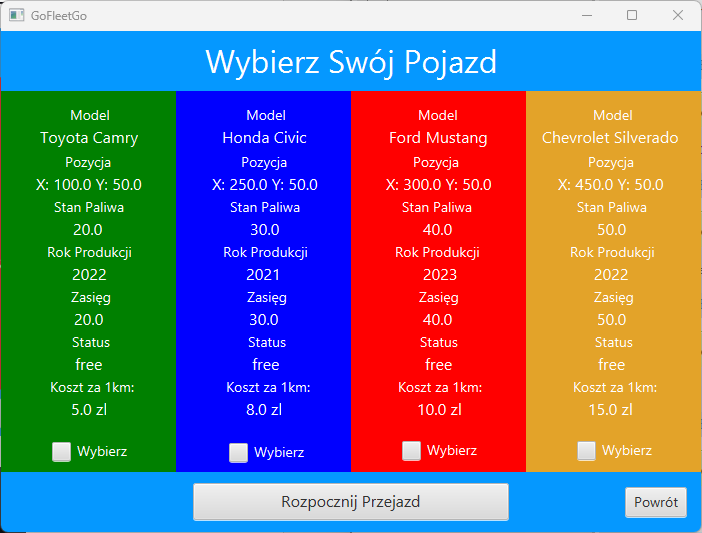 GoFleetGo
Wybierz Swój Pojazd
Model
Toyota Camry
Pozycja
X: 100.0 Y: 50.0
Stan Paliwa
20.0
Rok Produkcji
2022
Zasięg
20.0
Status
free
Koszt za 1km:
5.0 zl
Wybierz
Model
Honda Civic
Pozycja
X: 250.0 Y: 50.0
Stan Paliwa
30.0
Rok Produkcji
2021
Zasięg
30.0
Status
free
Koszt za 1km:
8.0 zl
Wybierz
Model
Ford Mustang
Pozycja
X: 300.0 Y: 50.0
Stan Paliwa
40.0
Rok Produkcji
2023
Zasięg
40.0
Status
free
Koszt za 1km:
10.0 zl
Wybierz
Model
Chevrolet Silverado
Pozycja
X: 450.0 Y: 50.0
Stan Paliwa
50.0
Rok Produkcji
2022
Zasięg
50.0
Status
free
Koszt za 1km:
15.0 zl
Wybierz
Rozpocznij Przejazd
Powrót